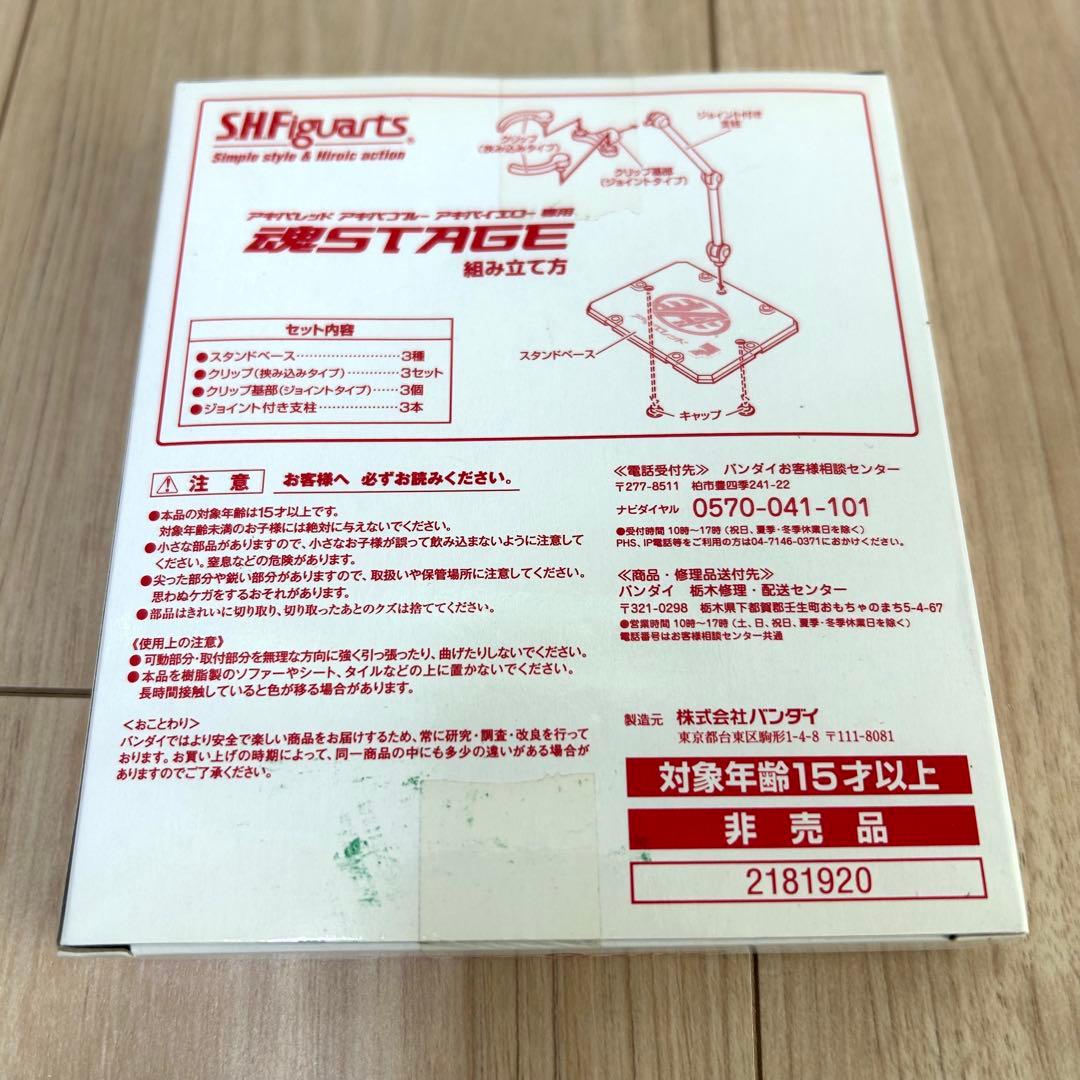 S.H.Figuarts
Simple style & Hiroic action
アキバレッド アキバブルー アキバイエロー 専用
魂STAGE
組み立て方
クリップ
(挟み込みタイプ)
ジョイント付き
支柱
クリップ基部
(ジョイントタイプ)
スタンドベース
キャップ
セット内容
●スタンドベース……………………3種
●クリップ(挟み込みタイプ)…………3セット
●クリップ基部(ジョイントタイプ)……3個
●ジョイント付き支柱…………………3本
注意 お客様へ 必ずお読みください。
●本品の対象年齢は15才以上です。
対象年齢未満のお子様には絶対に与えないでください。
●小さな部品がありますので、小さなお子様が誤って飲み込まないように注意して
ください。窒息などの危険があります。
●尖った部分や鋭い部分がありますので、取扱いや保管場所に注意してください。
思わぬケガをするおそれがあります。
●部品はきれいに切り取り、切り取ったあとのクズは捨ててください。
《使用上の注意》
●可動部分・取付部分を無理な方向に強く引っ張ったり、曲げたりしないでください。
●本品を樹脂製のソファーやシート、タイルなどの上に置かないでください。
長時間接触していると色が移る場合があります。
<おことわり>
バンダイではより安全で楽しい商品をお届けするため、常に研究・調査・改良を行って
おります。お買い上げの時期によって、同一商品の中にも多少の違いがある場合が
ありますのでご了承ください。
≪電話受付先≫ バンダイお客様相談センター
〒277-8511 柏市豊四季241-22
ナビダイヤル 0570-041-101
●受付時間 10時〜17時(祝日、夏季・冬季休業日を除く)
PHS、IP電話等をご利用の方は04-7146-0371におかけください。
≪商品・修理品送付先≫
バンダイ 栃木修理・配送センター
〒321-0298 栃木県下都賀郡壬生町おもちゃのまち5-4-67
●営業時間 10時〜17時(土、日、祝日、夏季・冬季休業日を除く)
電話番号はお客様相談センター共通
製造元 株式会社バンダイ
東京都台東区駒形1-4-8 〒111-8081
対象年齢15才以上
非売品
2181920